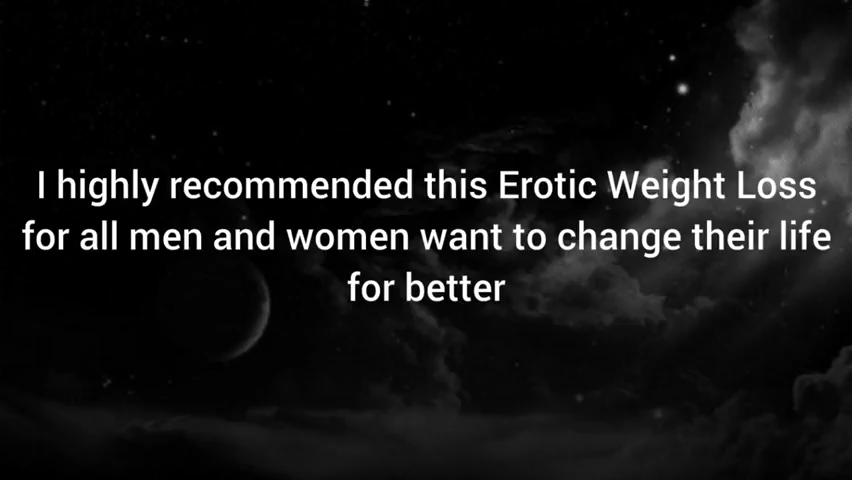 I highly recommended this Erotic Weight Loss
for all men and women want to change their life
for better